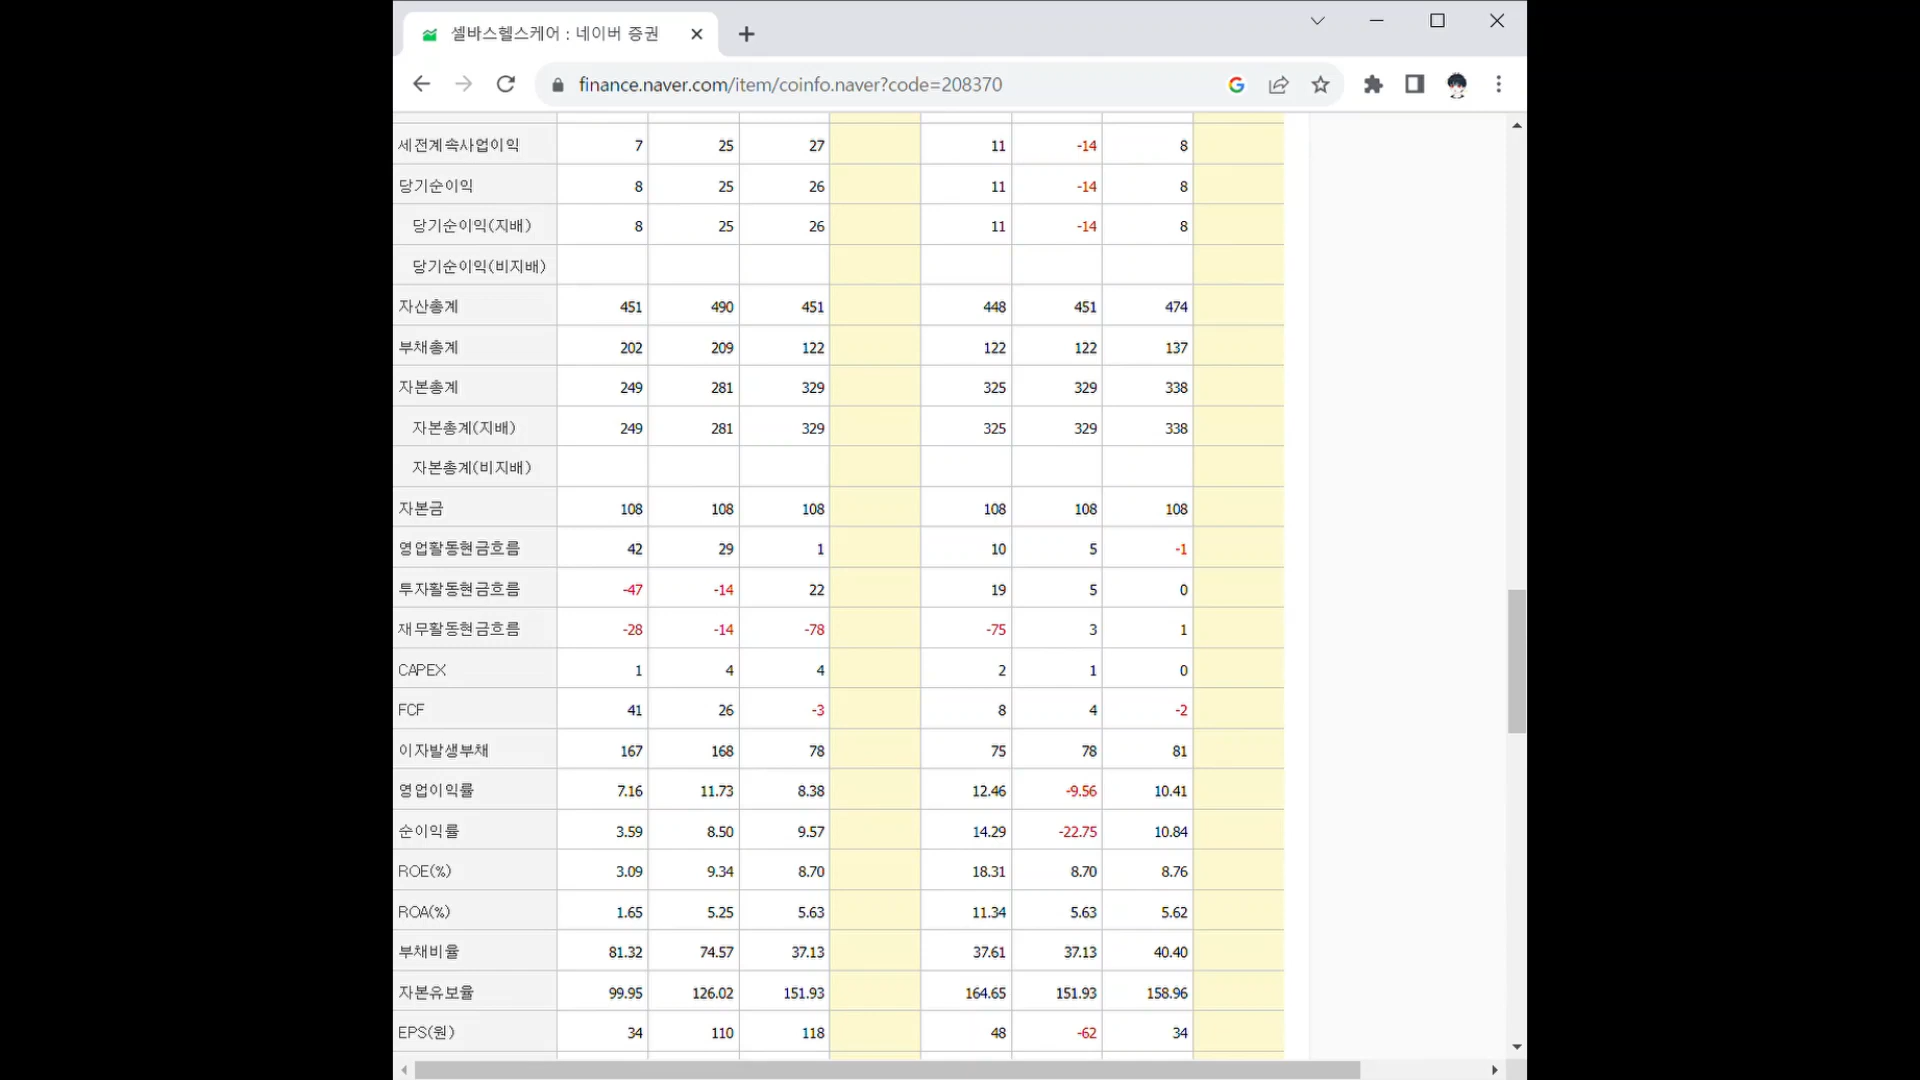 셀바스헬스케어 : 네이버 증권
finance.naver.com/item/coinfo.naver?code=208370
세전계속사업이익 7 25 27 11 -14 8
당기순이익 8 25 26 11 -14 8
당기순이익(지배) 8 25 26 11 -14 8
당기순이익(비지배)
자산총계 451 490 451 448 451 474
부채총계 202 209 122 122 122 137
자본총계 249 281 329 325 329 338
자본총계(지배) 249 281 329 325 329 338
자본총계(비지배)
자본금 108 108 108 108 108 108
영업활동현금흐름 42 29 1 10 5 -1
투자활동현금흐름 -47 -14 22 19 5 0
재무활동현금흐름 -28 -14 -78 -75 3 1
CAPEX 1 4 4 2 1 0
FCF 41 26 -3 8 4 -2
이자발생부채 167 168 78 75 78 81
영업이익률 7.16 11.73 8.38 12.46 -9.56 10.41
순이익률 3.59 8.50 9.57 14.29 -22.75 10.84
ROE(%) 3.09 9.34 8.70 18.31 8.70 8.76
ROA(%) 1.65 5.25 5.63 11.34 5.63 5.62
부채비율 81.32 74.57 37.13 37.61 37.13 40.40
자본유보율 99.95 126.02 151.93 164.65 151.93 158.96
EPS(원) 34 110 118 48 -62 34